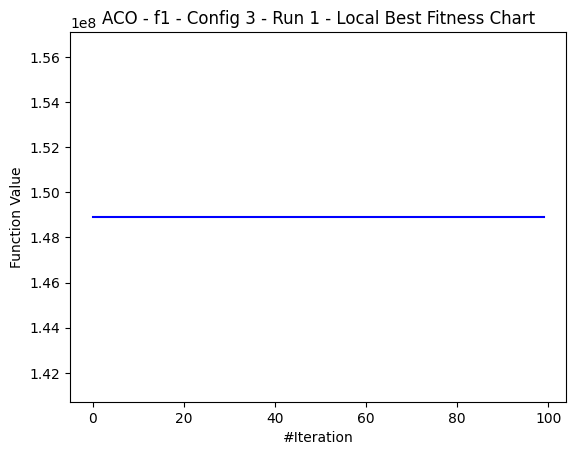 ACO - f1 - Config 3 - Run 1 - Local Best Fitness Chart
1e8
1.56
1.54
1.52
1.50
1.48
1.46
1.44
1.42
Function Value
0 20 40 60 80 100
#Iteration